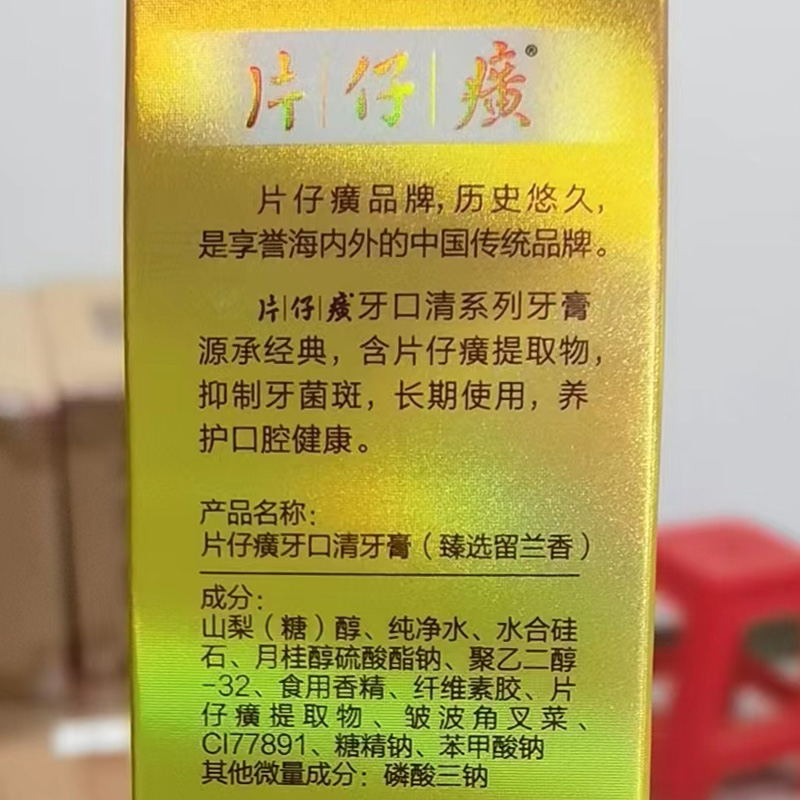 片仔癀®
片仔癀品牌，历史悠久，
是享誉海内外的中国传统品牌。
片仔癀牙口清系列牙膏
源承经典，含片仔癀提取物，
抑制牙菌斑，长期使用，养
护口腔健康。
产品名称：
片仔癀牙口清牙膏（臻选留兰香）
成分：
山梨（糖）醇、纯净水、水合硅
石、月桂醇硫酸酯钠、聚乙二醇
-32、食用香精、纤维素胶、片
仔癀提取物、皱波角叉菜、
CI77891、糖精钠、苯甲酸钠
其他微量成分：磷酸三钠